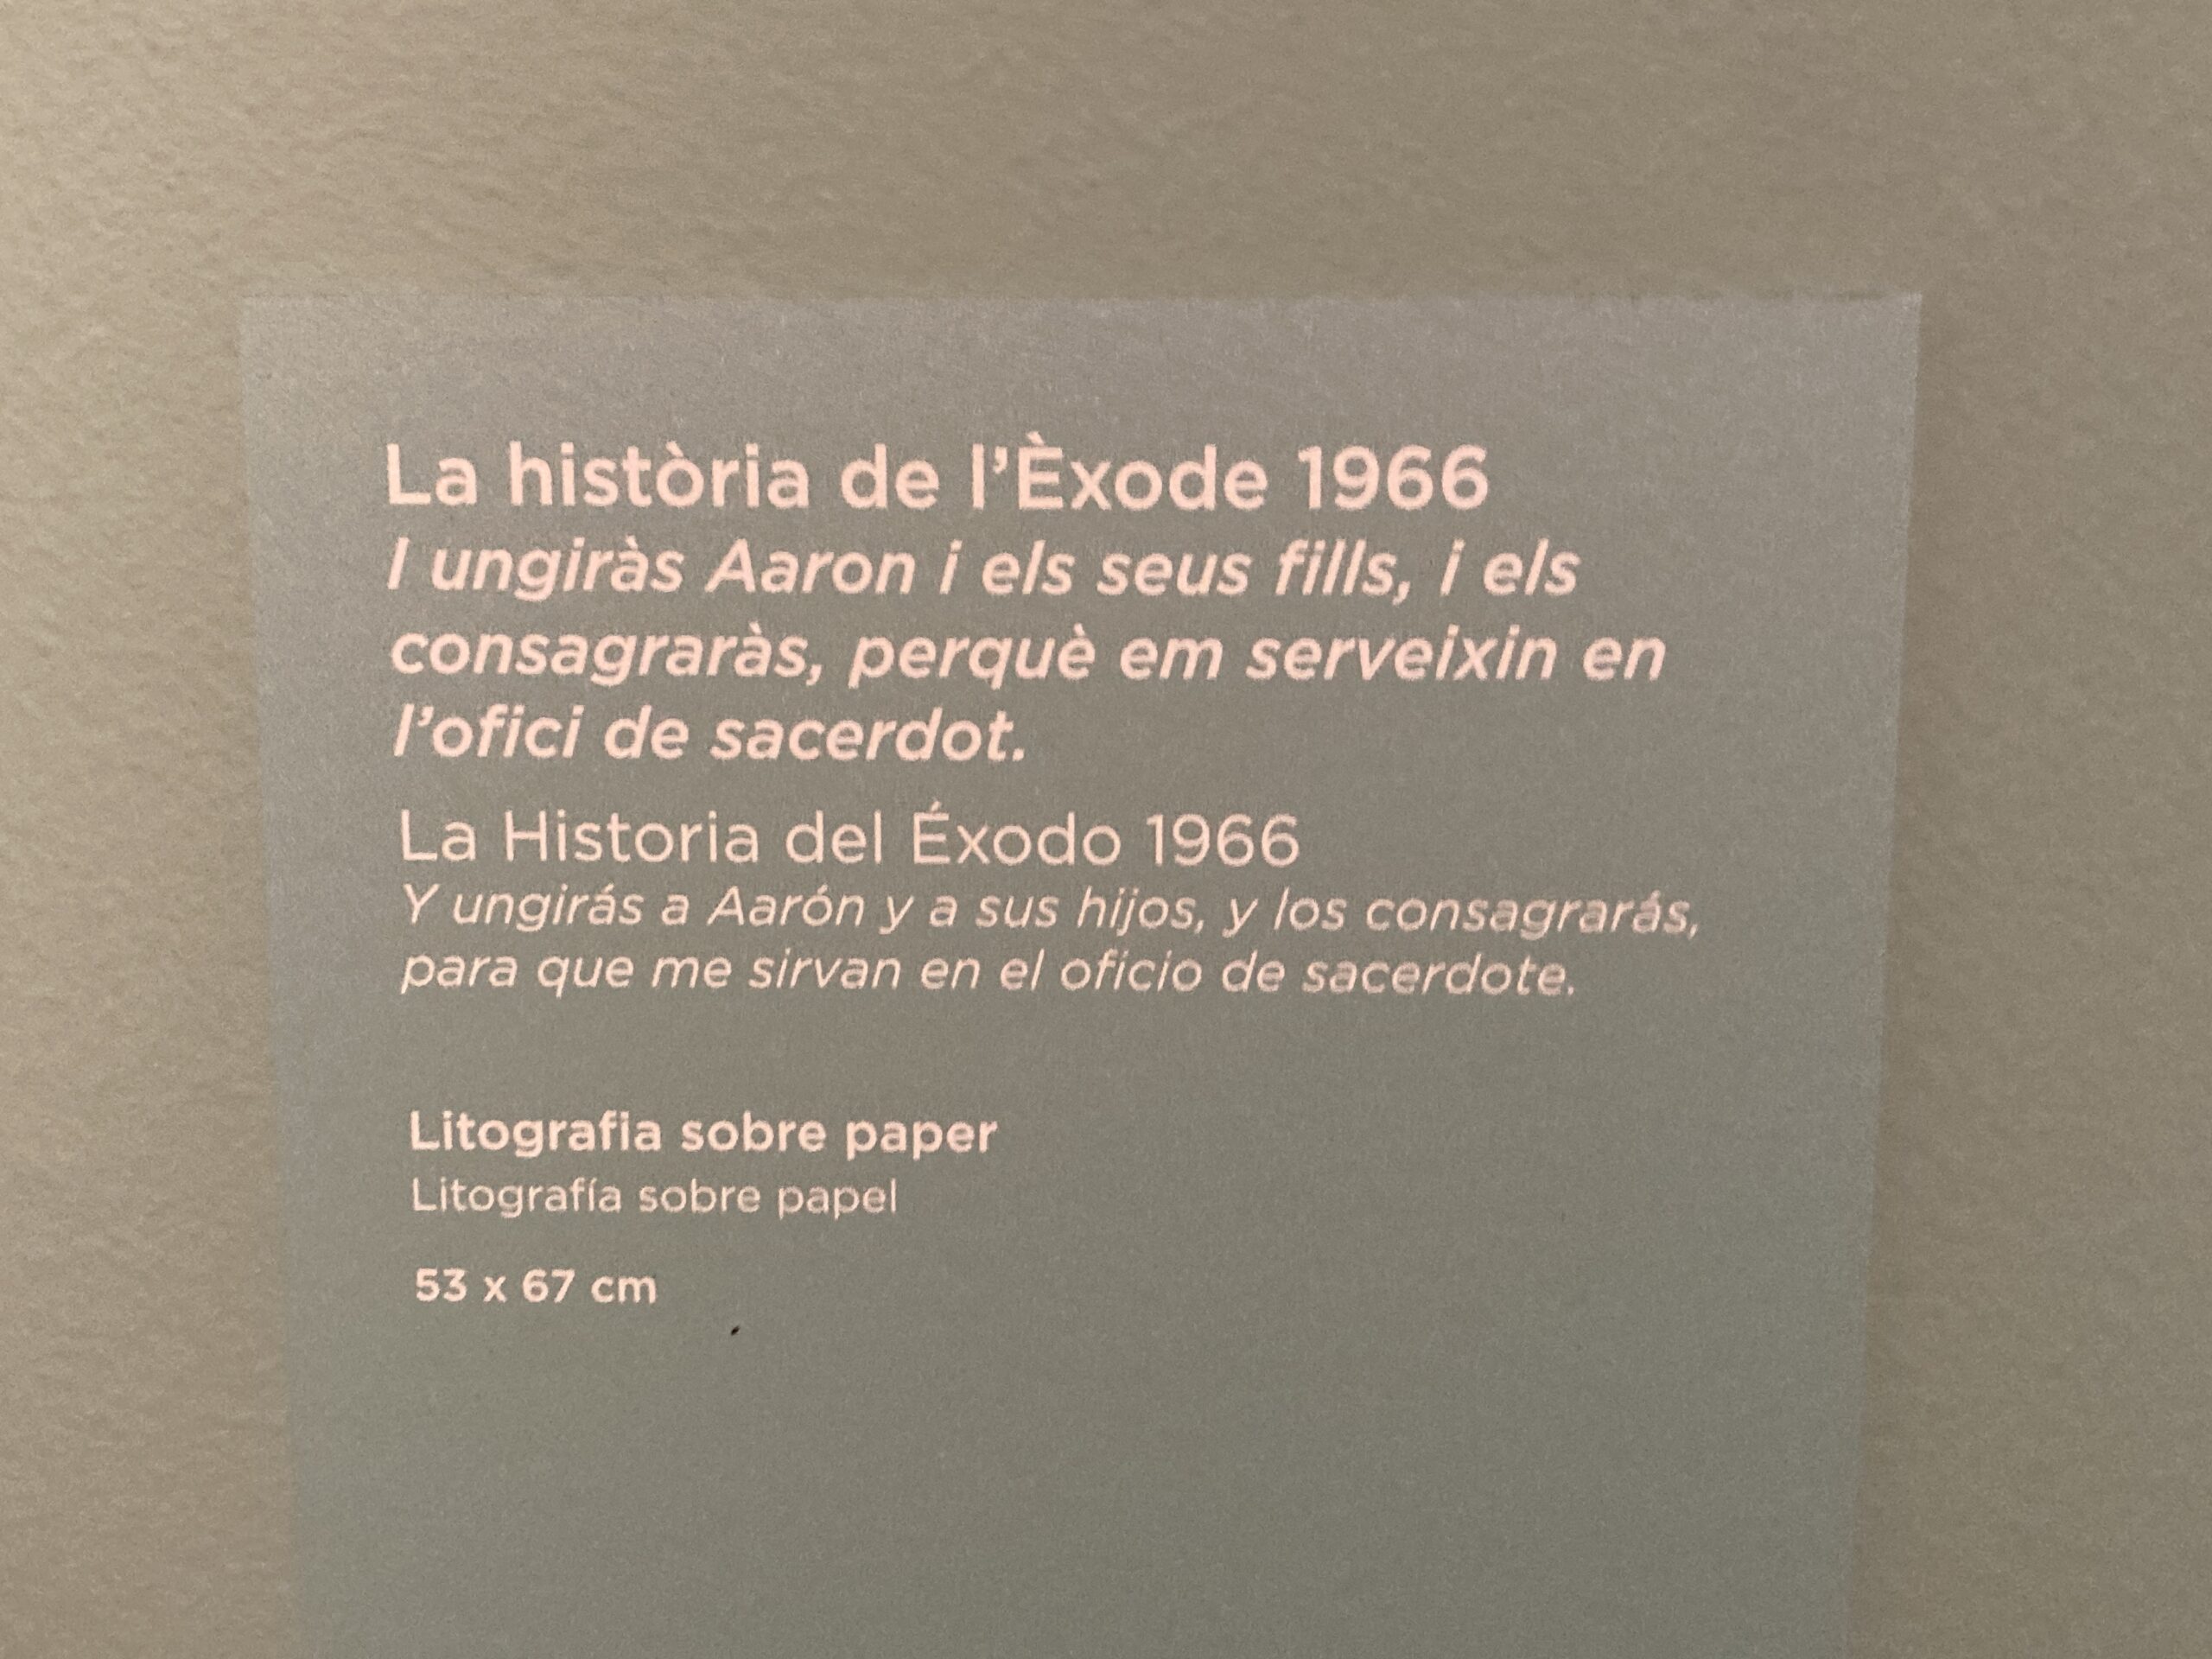 La història de l’Èxode 1966
I ungiràs Aaron i els seus fills, i els
consagraràs, perquè em serveixin en
l’ofici de sacerdot.
La Historia del Éxodo 1966
Y ungirás a Aarón y a sus hijos, y los consagrarás,
para que me sirvan en el oficio de sacerdote.
Litografia sobre paper
Litografía sobre papel
53 x 67 cm